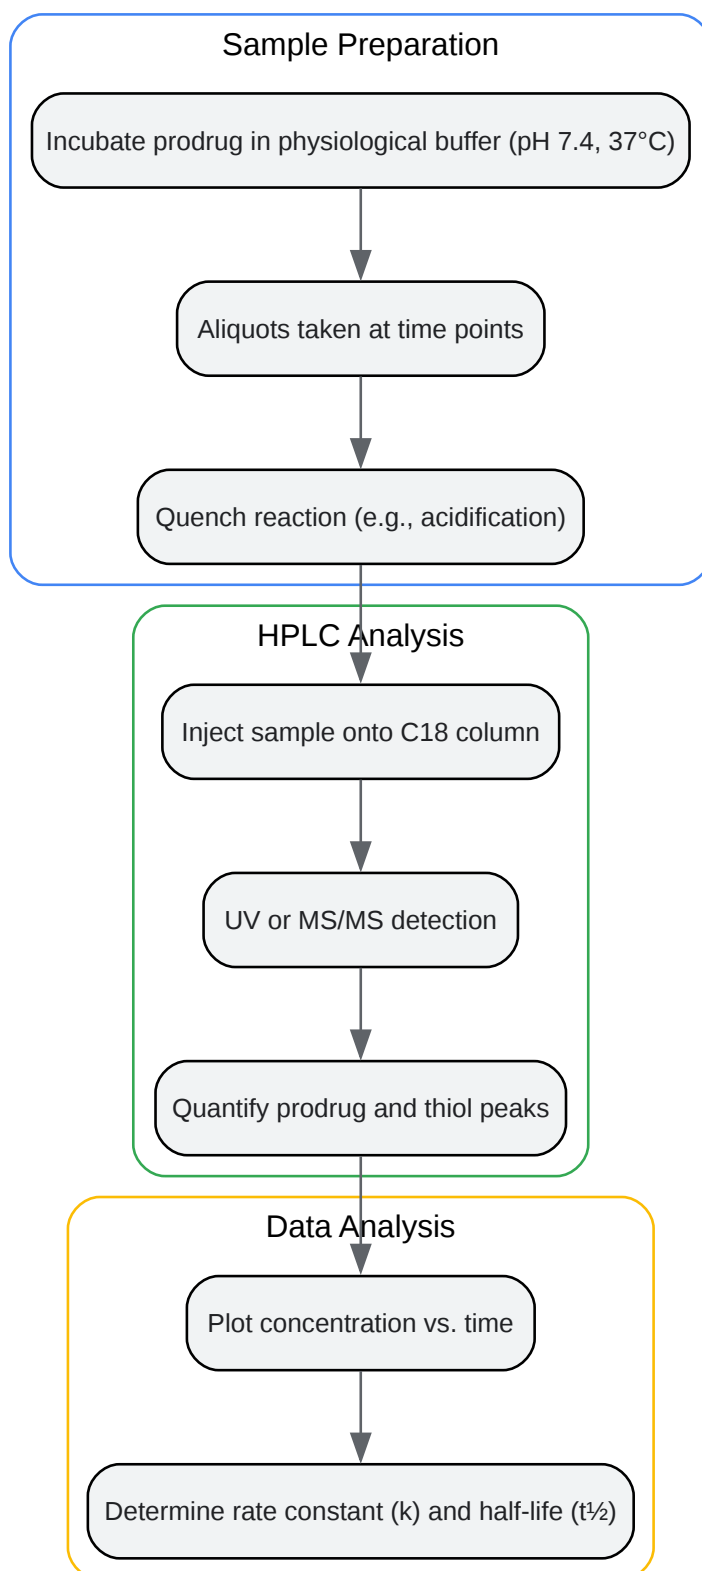 Sample Preparation
Incubate prodrug in physiological buffer (pH 7.4, 37°C)
Aliquots taken at time points
Quench reaction (e.g., acidification)
HPLC Analysis
Inject sample onto C18 column
UV or MS/MS detection
Quantify prodrug and thiol peaks
Data Analysis
Plot concentration vs. time
Determine rate constant (k) and half-life (t½)